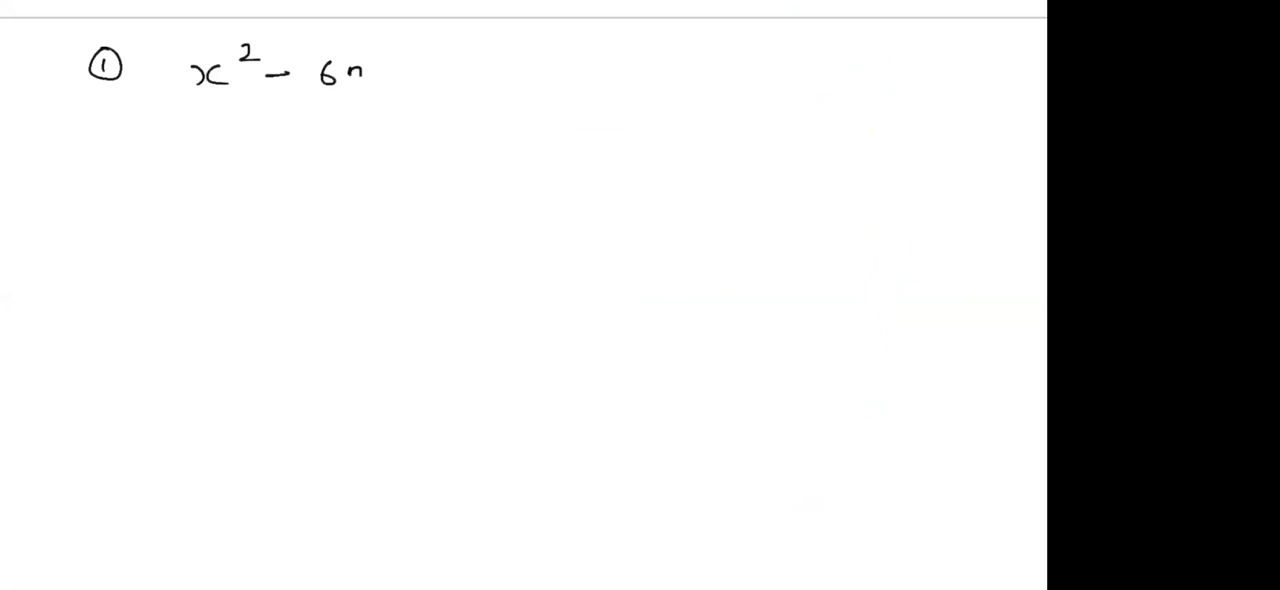 ① x² - 6n